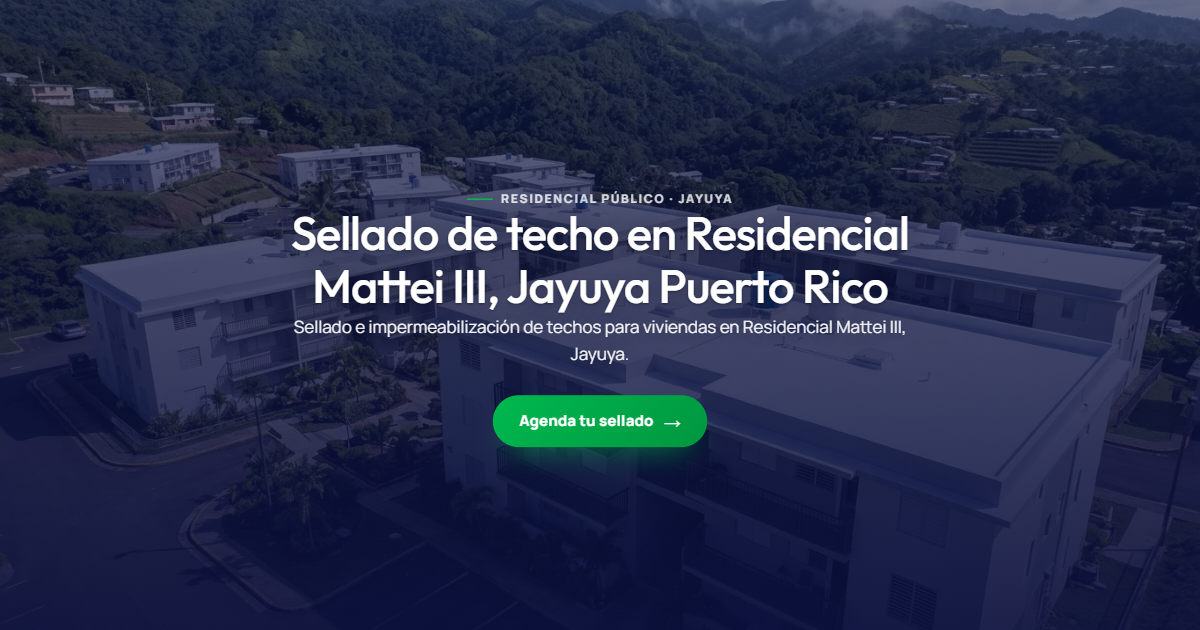 RESIDENCIAL PÚBLICO · JAYUYA
Sellado de techo en Residencial
Mattei III, Jayuya Puerto Rico
Sellado e impermeabilización de techos para viviendas en Residencial Mattei III,
Jayuya.
Agenda tu sellado →